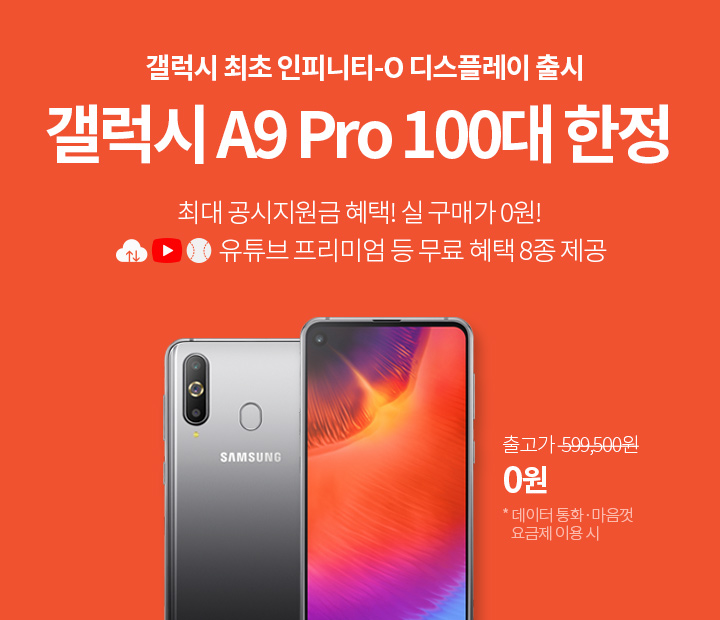 갤럭시 최초 인피니티-O 디스플레이 출시
갤럭시 A9 Pro 100대 한정
최대 공시지원금 혜택! 실 구매가 0원!
유튜브 프리미엄 등 무료 혜택 8종 제공
SAMSUNG
출고가 599,500원
0원
* 데이터 통화·마음껏
요금제 이용 시